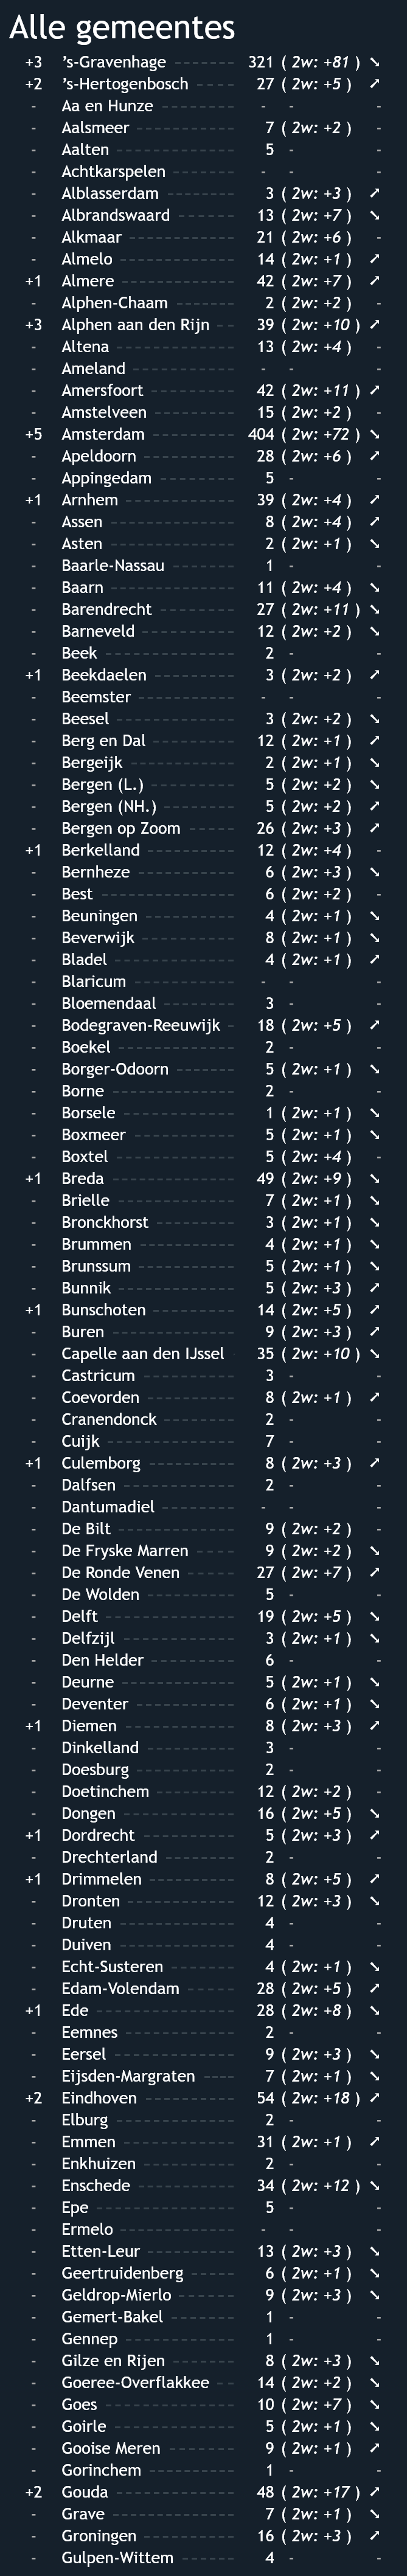 Alle gemeentes
+3 ’s-Gravenhage 321 ( 2w: +81 ) ↘
+2 ’s-Hertogenbosch 27 ( 2w: +5 ) ↗
- Aa en Hunze - - -
- Aalsmeer 7 ( 2w: +2 ) -
- Aalten 5 - -
- Achtkarspelen - - -
- Alblasserdam 3 ( 2w: +3 ) ↗
- Albrandswaard 13 ( 2w: +7 ) ↘
- Alkmaar 21 ( 2w: +6 ) -
- Almelo 14 ( 2w: +1 ) ↗
+1 Almere 42 ( 2w: +7 ) ↗
- Alphen-Chaam 2 ( 2w: +2 ) -
+3 Alphen aan den Rijn 39 ( 2w: +10 ) ↗
- Altena 13 ( 2w: +4 ) -
- Ameland - - -
- Amersfoort 42 ( 2w: +11 ) ↗
- Amstelveen 15 ( 2w: +2 ) -
+5 Amsterdam 404 ( 2w: +72 ) ↘
- Apeldoorn 28 ( 2w: +6 ) ↗
- Appingedam 5 - -
+1 Arnhem 39 ( 2w: +4 ) ↗
- Assen 8 ( 2w: +4 ) ↗
- Asten 2 ( 2w: +1 ) ↘
- Baarle-Nassau 1 - -
- Baarn 11 ( 2w: +4 ) ↘
- Barendrecht 27 ( 2w: +11 ) ↘
- Barneveld 12 ( 2w: +2 ) ↘
- Beek 2 - -
+1 Beekdaelen 3 ( 2w: +2 ) ↗
- Beemster - - -
- Beesel 3 ( 2w: +2 ) ↘
- Berg en Dal 12 ( 2w: +1 ) ↗
- Bergeijk 2 ( 2w: +1 ) ↘
- Bergen (L.) 5 ( 2w: +2 ) ↘
- Bergen (NH.) 5 ( 2w: +2 ) ↗
- Bergen op Zoom 26 ( 2w: +3 ) ↗
+1 Berkelland 12 ( 2w: +4 ) -
- Bernheze 6 ( 2w: +3 ) ↘
- Best 6 ( 2w: +2 ) -
- Beuningen 4 ( 2w: +1 ) ↘
- Beverwijk 8 ( 2w: +1 ) ↘
- Bladel 4 ( 2w: +1 ) ↗
- Blaricum - - -
- Bloemendaal 3 - -
- Bodegraven-Reeuwijk 18 ( 2w: +5 ) ↗
- Boekel 2 - -
- Borger-Odoorn 5 ( 2w: +1 ) ↘
- Borne 2 - -
- Borsele 1 ( 2w: +1 ) ↘
- Boxmeer 5 ( 2w: +1 ) ↘
- Boxtel 5 ( 2w: +4 ) -
+1 Breda 49 ( 2w: +9 ) ↘
- Brielle 7 ( 2w: +1 ) ↘
- Bronckhorst 3 ( 2w: +1 ) ↘
- Brummen 4 ( 2w: +1 ) ↘
- Brunssum 5 ( 2w: +1 ) ↘
- Bunnik 5 ( 2w: +3 ) ↗
+1 Bunschoten 14 ( 2w: +5 ) ↗
- Buren 9 ( 2w: +3 ) ↗
- Capelle aan den IJssel 35 ( 2w: +10 ) ↘
- Castricum 3 - -
- Coevorden 8 ( 2w: +1 ) ↗
- Cranendonck 2 - -
- Cuijk 7 - -
+1 Culemborg 8 ( 2w: +3 ) ↗
- Dalfsen 2 - -
- Dantumadiel - - -
- De Bilt 9 ( 2w: +2 ) -
- De Fryske Marren 9 ( 2w: +2 ) ↘
- De Ronde Venen 27 ( 2w: +7 ) ↗
- De Wolden 5 - -
- Delft 19 ( 2w: +5 ) ↘
- Delfzijl 3 ( 2w: +1 ) ↘
- Den Helder 6 - -
- Deurne 5 ( 2w: +1 ) ↘
- Deventer 6 ( 2w: +1 ) ↘
+1 Diemen 8 ( 2w: +3 ) ↗
- Dinkelland 3 - -
- Doesburg 2 - -
- Doetinchem 12 ( 2w: +2 ) -
- Dongen 16 ( 2w: +5 ) ↘
+1 Dordrecht 5 ( 2w: +3 ) ↗
- Drechterland 2 - -
+1 Drimmelen 8 ( 2w: +5 ) ↗
- Dronten 12 ( 2w: +3 ) ↘
- Druten 4 - -
- Duiven 4 - -
- Echt-Susteren 4 ( 2w: +1 ) ↘
- Edam-Volendam 28 ( 2w: +5 ) ↗
+1 Ede 28 ( 2w: +8 ) ↘
- Eemnes 2 - -
- Eersel 9 ( 2w: +3 ) ↘
- Eijsden-Margraten 7 ( 2w: +1 ) ↘
+2 Eindhoven 54 ( 2w: +18 ) ↗
- Elburg 2 - -
- Emmen 31 ( 2w: +1 ) ↗
- Enkhuizen 2 - -
- Enschede 34 ( 2w: +12 ) ↘
- Epe 5 - -
- Ermelo - - -
- Etten-Leur 13 ( 2w: +3 ) ↘
- Geertruidenberg 6 ( 2w: +1 ) ↘
- Geldrop-Mierlo 9 ( 2w: +3 ) ↘
- Gemert-Bakel 1 - -
- Gennep 1 - -
- Gilze en Rijen 8 ( 2w: +3 ) ↘
- Goeree-Overflakkee 14 ( 2w: +2 ) ↘
- Goes 10 ( 2w: +7 ) ↘
- Goirle 5 ( 2w: +1 ) ↘
- Gooise Meren 9 ( 2w: +1 ) ↗
- Gorinchem 1 - -
+2 Gouda 48 ( 2w: +17 ) ↗
- Grave 7 ( 2w: +1 ) ↘
- Groningen 16 ( 2w: +3 ) ↗
- Gulpen-Wittem 4 - -